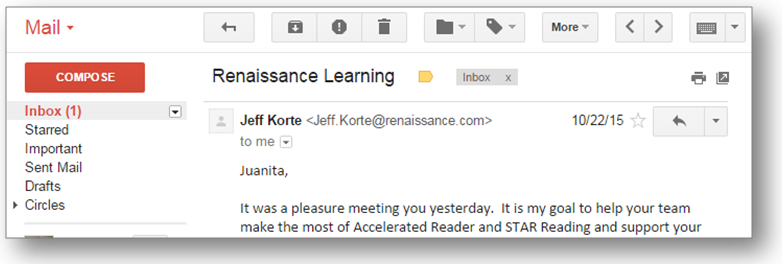 Mail
More
COMPOSE
Renaissance Learning
Inbox x
Inbox (1)
Starred
Important
Sent Mail
Drafts
Circles
Jeff Korte <Jeff.Korte@renaissance.com>
10/22/15
to me
Juanita,
It was a pleasure meeting you yesterday. It is my goal to help your team
make the most of Accelerated Reader and STAR Reading and support your